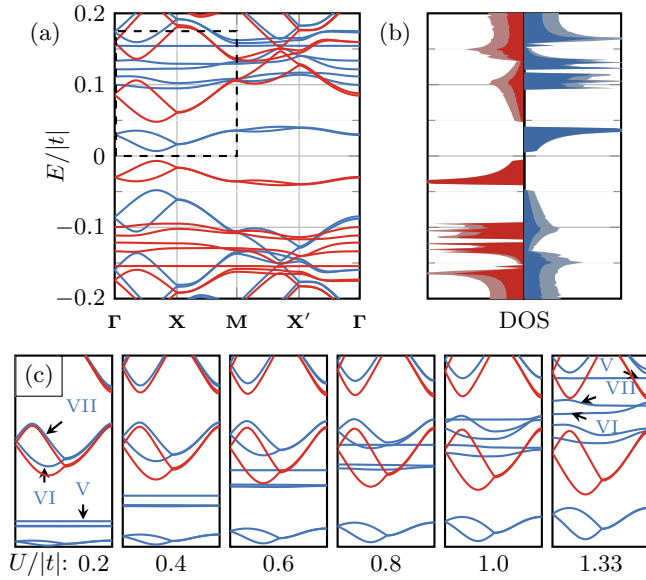 (a)
(b)
0.2
0.1
0
−0.1
−0.2
E/|t|
Γ X M X′ Γ
DOS
(c)
VII
VI
V
V
VII
VI
U/|t|: 0.2 0.4 0.6 0.8 1.0 1.33